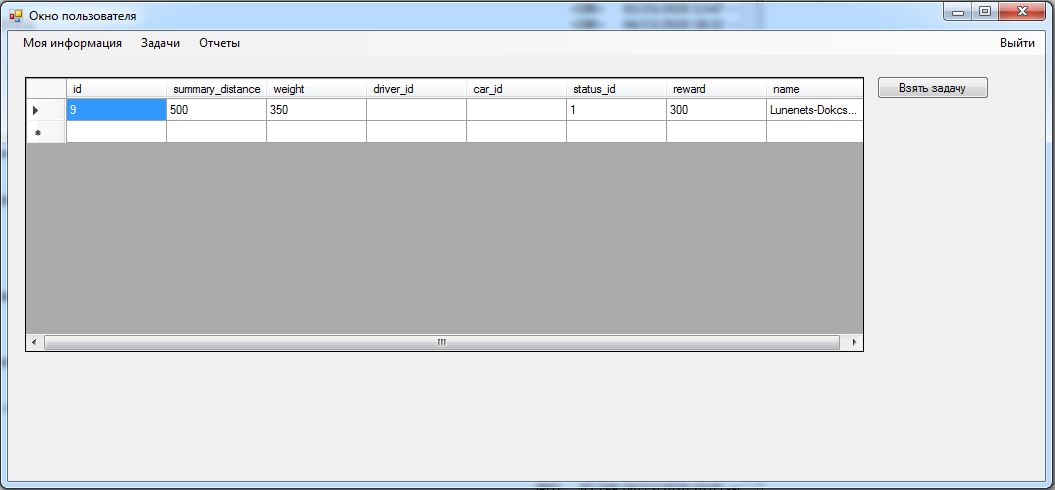 Окно пользователя
Моя информация Задачи Отчеты Выйти
id summary_distance weight driver_id car_id status_id reward name
9 500 350 1 300 Lunenets-Dokcs...
Взять задачу